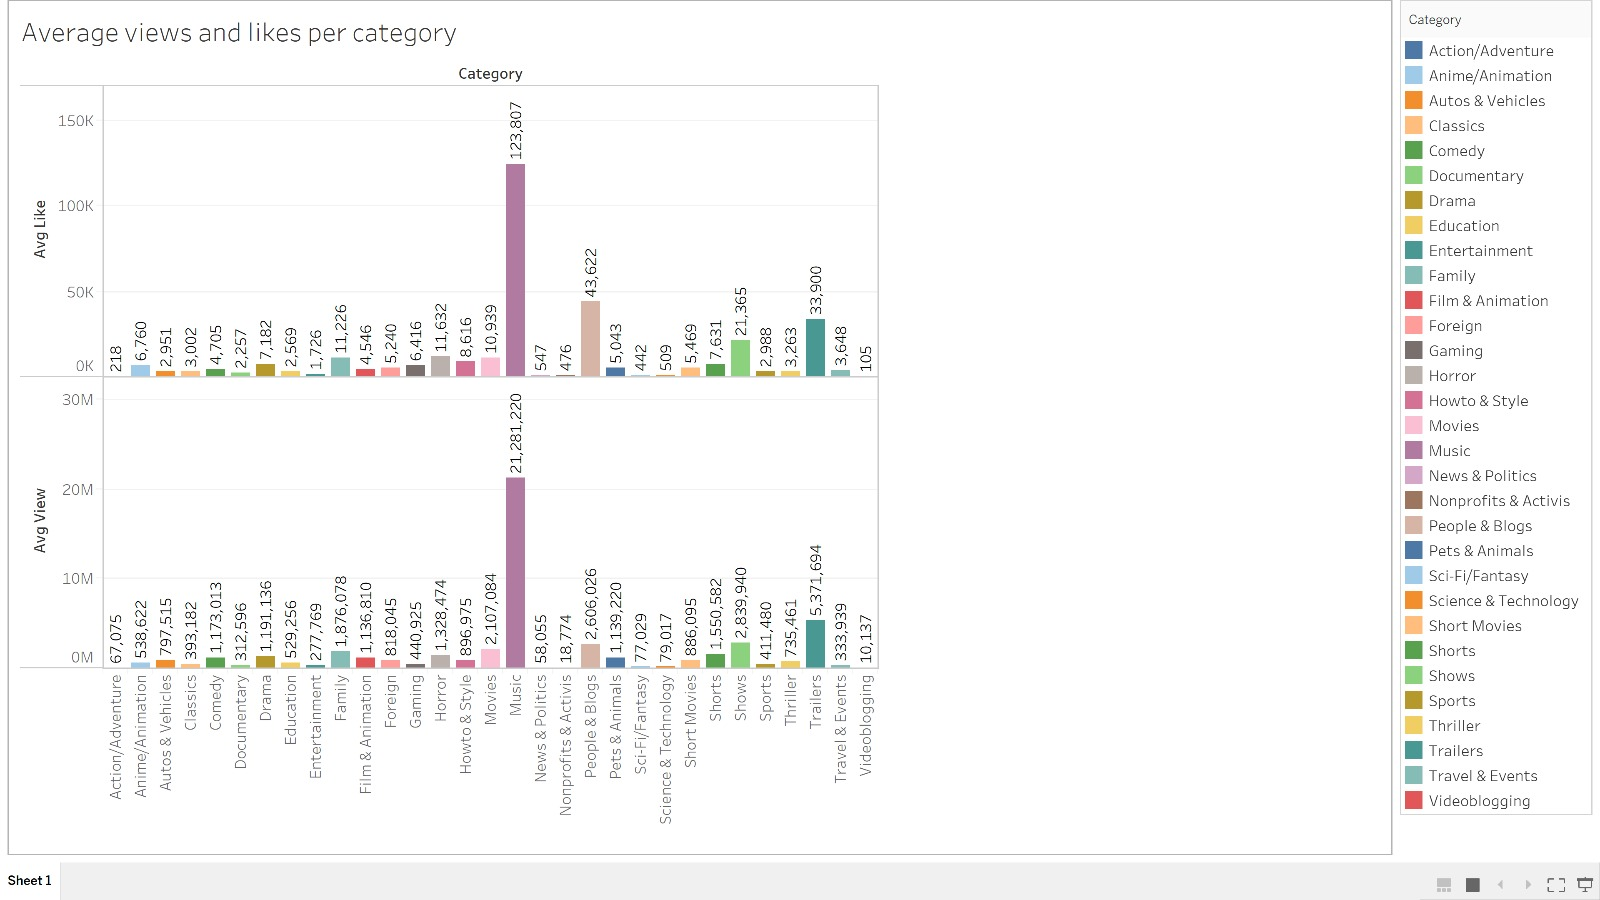 Average views and likes per category
Category
Avg Like
150K
100K
50K
0K
218
6,760
2,951
3,002
4,705
2,257
7,182
2,569
1,726
11,226
4,546
5,240
6,416
11,632
8,616
10,939
123,807
547
476
43,622
5,043
442
509
5,469
7,631
21,365
2,988
3,263
33,900
3,648
105
Avg View
30M
20M
10M
0M
67,075
538,622
797,515
393,182
1,173,013
312,596
1,191,136
529,256
277,769
1,876,078
1,136,810
818,045
440,925
1,328,474
896,975
2,107,084
21,281,220
58,055
18,774
2,606,026
1,139,220
77,029
79,017
886,095
1,550,582
2,839,940
411,480
735,461
5,371,694
333,939
10,137
Action/Adventure
Anime/Animation
Autos & Vehicles
Classics
Comedy
Documentary
Drama
Education
Entertainment
Family
Film & Animation
Foreign
Gaming
Horror
Howto & Style
Movies
Music
News & Politics
Nonprofits & Activis
People & Blogs
Pets & Animals
Sci-Fi/Fantasy
Science & Technology
Short Movies
Shorts
Shows
Sports
Thriller
Trailers
Travel & Events
Videoblogging
Category
Action/Adventure
Anime/Animation
Autos & Vehicles
Classics
Comedy
Documentary
Drama
Education
Entertainment
Family
Film & Animation
Foreign
Gaming
Horror
Howto & Style
Movies
Music
News & Politics
Nonprofits & Activis
People & Blogs
Pets & Animals
Sci-Fi/Fantasy
Science & Technology
Short Movies
Shorts
Shows
Sports
Thriller
Trailers
Travel & Events
Videoblogging
Sheet 1